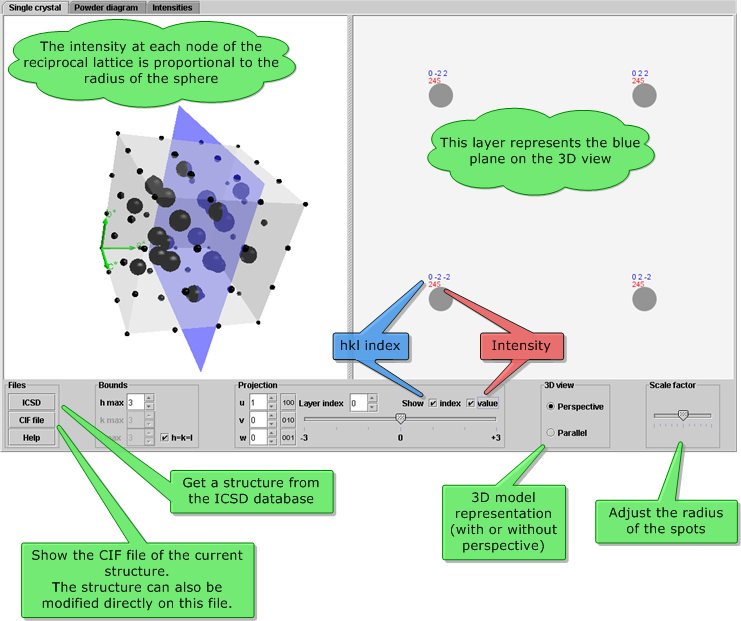 Single crystal
Powder diagram
Intensities
The intensity at each node of the
reciprocal lattice is proportional to the
radius of the sphere
0 -2 2
245
0 2 2
245
This layer represents the blue
plane on the 3D view
0 -2 -2
245
0 2 -2
245
hkl index
Intensity
Files
ICSD
CIF file
Help
Bounds
h max 3
k max 3
max 3
h=k=l
Projection
u 1 100
v 0 010
w 0 001
Layer index 0
Show index value
-3 0 +3
3D view
Perspective
Parallel
Scale factor
Get a structure from
the ICSD database
3D model
representation
(with or without
perspective)
Adjust the radius
of the spots
Show the CIF file of the current
structure.
The structure can also be
modified directly on this file.